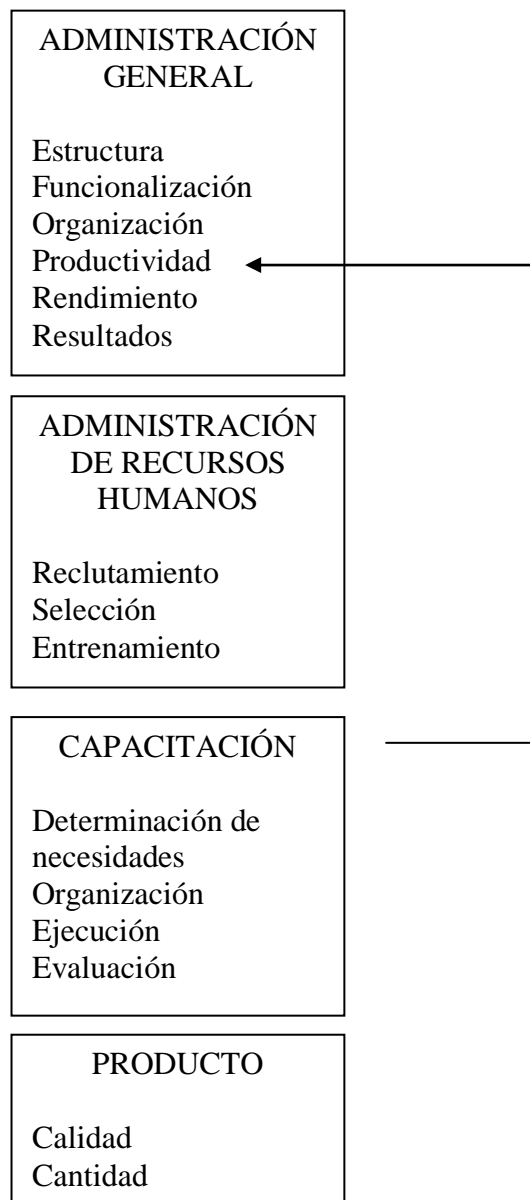 ADMINISTRACIÓN
GENERAL
Estructura
Funcionalización
Organización
Productividad
Rendimiento
Resultados
ADMINISTRACIÓN
DE RECURSOS
HUMANOS
Reclutamiento
Selección
Entrenamiento
CAPACITACIÓN
Determinación de
necesidades
Organización
Ejecución
Evaluación
PRODUCTO
Calidad
Cantidad